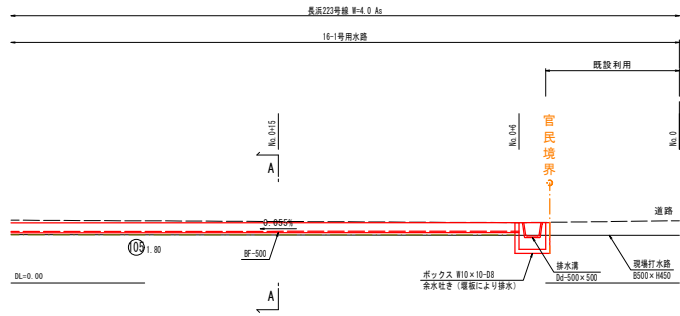 長浜223号線 W=4.0 As
16-1号用水路
既設利用
No.0+15
No.0+6
官民境界
No.0
A
道路
0.055%
105 1.80
BF-500
DL=0.00
ボックス W10×10-D8
余水吐き (堰板により排水)
排水溝
Dd-500×500
現場打水路
B500×H450
A